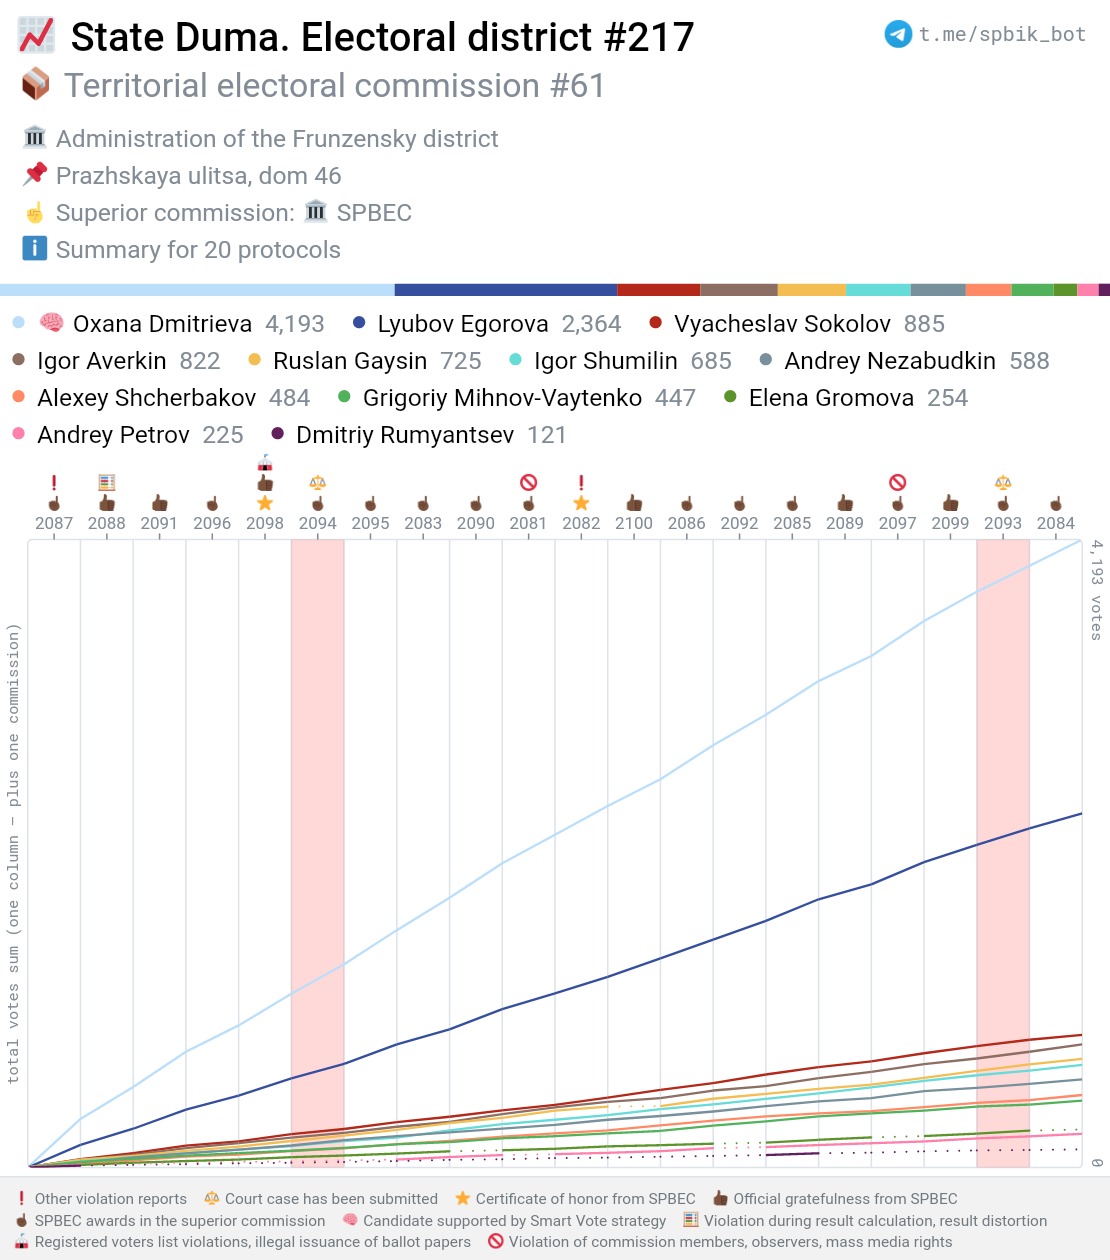 State Duma. Electoral district #217
t.me/spbik_bot
Territorial electoral commission #61
Administration of the Frunzensky district
Prazhskaya ulitsa, dom 46
Superior commission: SPBEC
Summary for 20 protocols
Oxana Dmitrieva 4,193 Lyubov Egorova 2,364 Vyacheslav Sokolov 885
Igor Averkin 822 Ruslan Gaysin 725 Igor Shumilin 685 Andrey Nezabudkin 588
Alexey Shcherbakov 484 Grigoriy Mihnov-Vaytenko 447 Elena Gromova 254
Andrey Petrov 225 Dmitriy Rumyantsev 121
2087 2088 2091 2096 2098 2094 2095 2083 2090 2081 2082 2100 2086 2092 2085 2089 2097 2099 2093 2084
4,193 votes
total votes sum (one column – plus one commission)
0
Other violation reports Court case has been submitted Certificate of honor from SPBEC Official gratefulness from SPBEC
SPBEC awards in the superior commission Candidate supported by Smart Vote strategy Violation during result calculation, result distortion
Registered voters list violations, illegal issuance of ballot papers Violation of commission members, observers, mass media rights